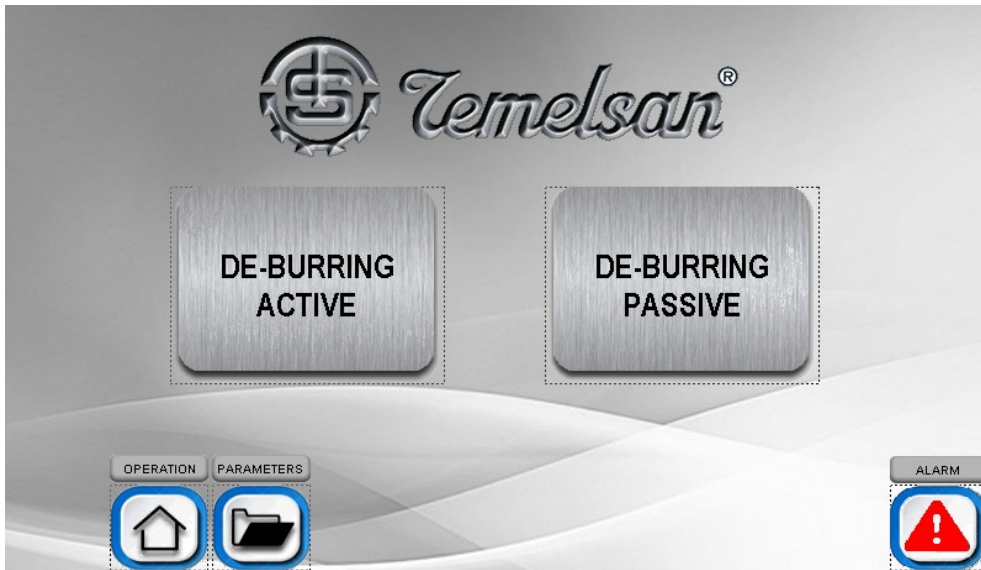 Temelsan®
DE-BURRING
ACTIVE
DE-BURRING
PASSIVE
OPERATION
PARAMETERS
ALARM